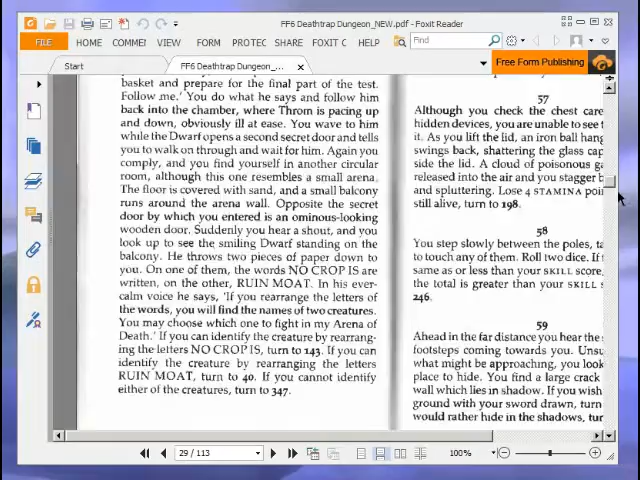 FF6 Deathtrap Dungeon_NEW.pdf - Foxit Reader
FILE HOME COMMEI VIEW FORM PROTEC SHARE FOXIT C HELP Find
Start FF6 Deathtrap Dungeon_NEW.... Free Form Publishing
basket and prepare for the final part of the test.
Follow me.' You do what he says and follow him
back into the chamber, where Throm is pacing up
and down, obviously ill at ease. You wave to him
while the Dwarf opens a second secret door and tells
you to walk on through and wait for him. Again you
comply, and you find yourself in another circular
room, although this one resembles a small arena.
The floor is covered with sand, and a small balcony
runs around the arena wall. Opposite the secret
door by which you entered is an ominous-looking
wooden door. Suddenly you hear a shout, and you
look up to see the smiling Dwarf standing on the
balcony. He throws two pieces of paper down to
you. On one of them, the words NO CROP IS are
written, on the other, RUIN MOAT. In his ever-
calm voice he says, 'If you rearrange the letters of
the words, you will find the names of two creatures.
You may choose which one to fight in my Arena of
Death.' If you can identify the creature by rearrang-
ing the letters NO CROP IS, turn to 143. If you can
identify the creature by rearranging the letters
RUIN MOAT, turn to 40. If you cannot identify
either of the creatures, turn to 347.
57
Although you check the chest care
hidden devices, you are unable to see t
it. As you lift the lid, an iron ball hang
swings back, shattering the glass cap
side the lid. A cloud of poisonous ga
released into the air and you stagger b
and spluttering. Lose 4 STAMINA poin
still alive, turn to 198.
58
You step slowly between the poles, ta
to touch any of them. Roll two dice. If
same as or less than your SKILL score,
the total is greater than your SKILL s
246.
59
Ahead in the far distance you hear the
footsteps coming towards you. Unsu
what might be approaching, you look
place to hide. You find a large crack
wall which lies in shadow. If you wish
ground with your sword drawn, turn
would rather hide in the shadows, tur
29 / 113 100%